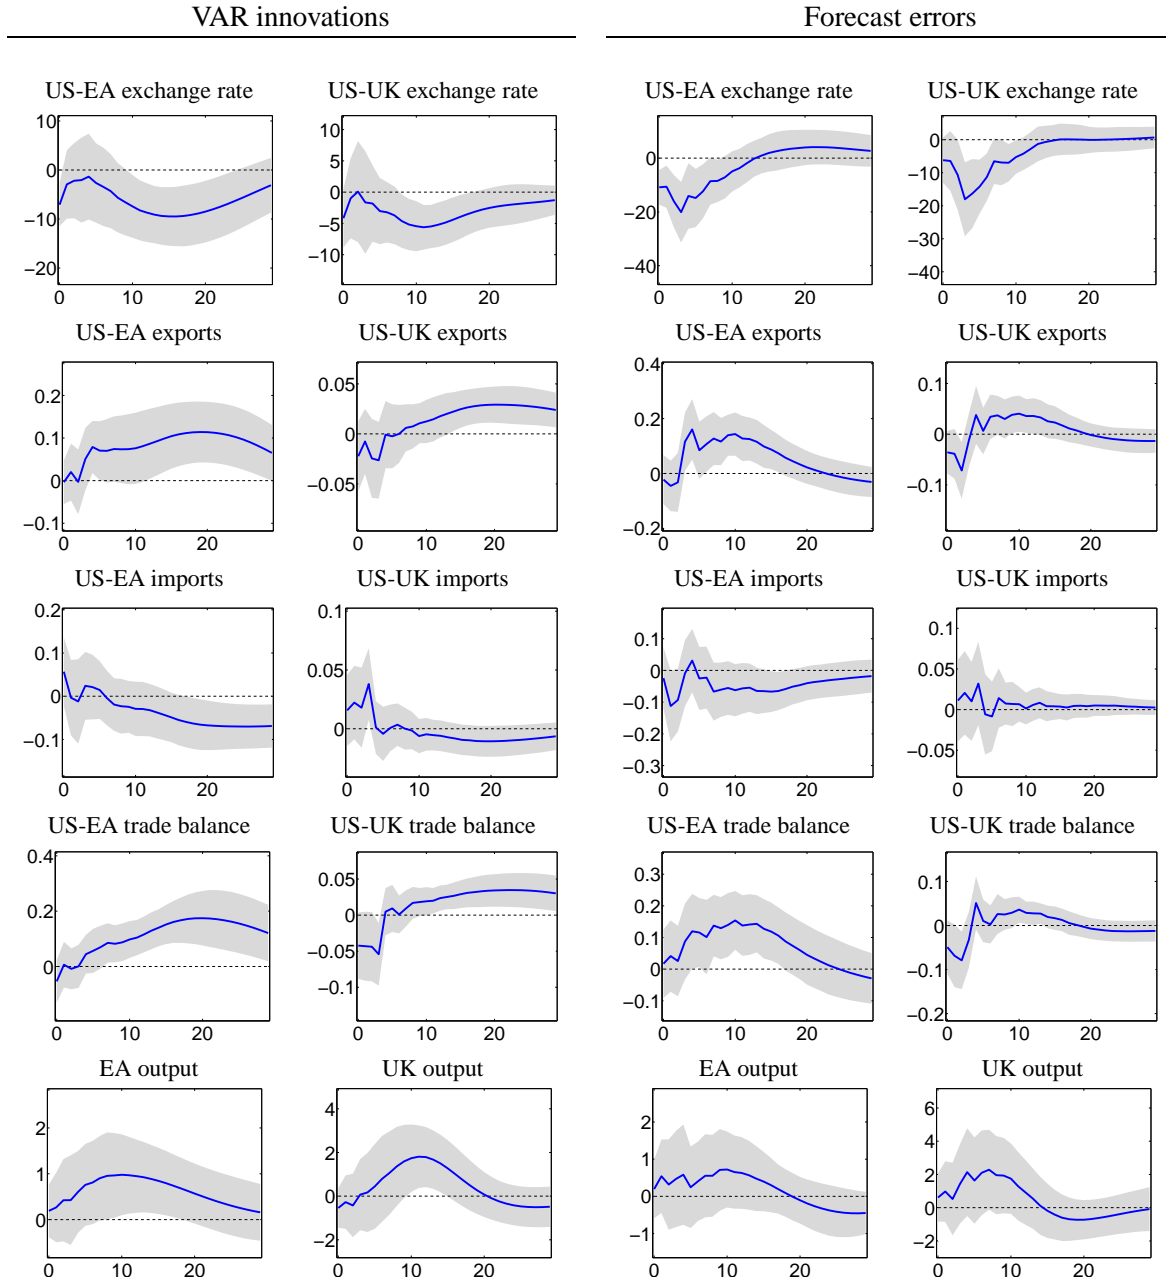 VAR innovations Forecast errors
US-EA exchange rate US-UK exchange rate US-EA exchange rate US-UK exchange rate
10 0 −10 −20 0 10 20
10 5 0 −5 −10 0 10 20
0 −20 −40 0 10 20
0 −10 −20 −30 −40 0 10 20
US-EA exports US-UK exports US-EA exports US-UK exports
0.2 0.1 0 −0.1 0 10 20
0.05 0 −0.05 0 10 20
0.4 0.2 0 −0.2 0 10 20
0.1 0 −0.1 0 10 20
US-EA imports US-UK imports US-EA imports US-UK imports
0.2 0.1 0 −0.1 0 10 20
0.1 0.05 0 0 10 20
0.1 0 −0.1 −0.2 −0.3 0 10 20
0.1 0.05 0 −0.05 0 10 20
US-EA trade balance US-UK trade balance US-EA trade balance US-UK trade balance
0.4 0.2 0 0 10 20
0.05 0 −0.05 −0.1 0 10 20
0.3 0.2 0.1 0 −0.1 0 10 20
0.1 0 −0.1 −0.2 0 10 20
EA output UK output EA output UK output
2 1 0 0 10 20
4 2 0 −2 0 10 20
2 1 0 −1 0 10 20
6 4 2 0 −2 0 10 20